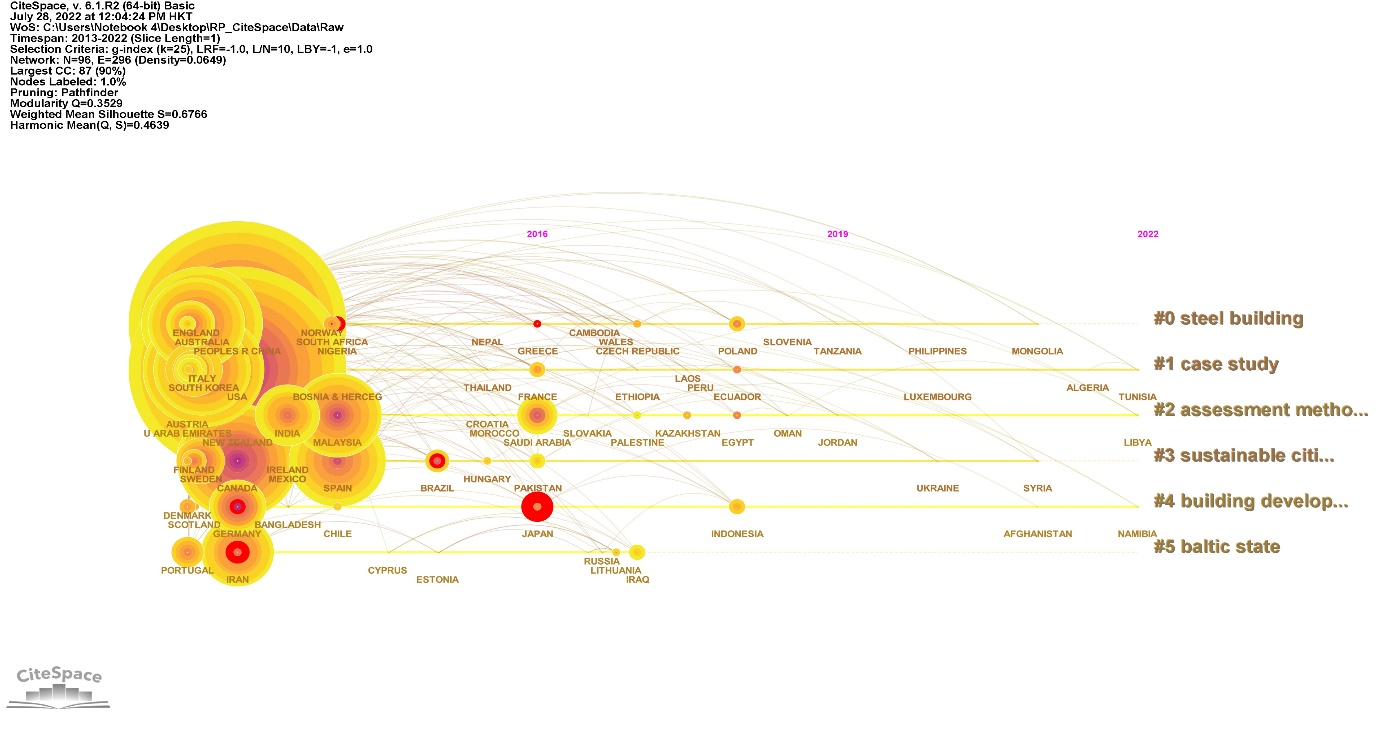 CiteSpace, v. 6.1.R2 (64-bit) Basic
July 28, 2022 at 12:04:24 PM HKT
WoS: C:\Users\Notebook 4\Desktop\RP_CiteSpace\Data\Raw
Timespan: 2013-2022 (Slice Length=1)
Selection Criteria: g-index (k=25), LRF=-1.0, L/N=10, LBY=-1, e=1.0
Network: N=96, E=296 (Density=0.0649)
Largest CC: 87 (90%)
Nodes Labeled: 1.0%
Pruning: Pathfinder
Modularity Q=0.3529
Weighted Mean Silhouette S=0.6766
Harmonic Mean(Q, S)=0.4639
2016 2019 2022
#0 steel building
ENGLAND NORWAY CAMBODIA
AUSTRALIA SOUTH AFRICA NEPAL WALES SLOVENIA
PEOPLES R CHINA NIGERIA GREECE CZECH REPUBLIC POLAND TANZANIA PHILIPPINES MONGOLIA
#1 case study
ITALY LAOS
SOUTH KOREA THAILAND PERU ALGERIA
USA BOSNIA & HERCEG FRANCE ETHIOPIA ECUADOR LUXEMBOURG TUNISIA
#2 assessment metho...
AUSTRIA CROATIA
U ARAB EMIRATES INDIA MOROCCO SLOVAKIA KAZAKHSTAN OMAN
NEW ZEALAND MALAYSIA SAUDI ARABIA PALESTINE EGYPT JORDAN LIBYA
#3 sustainable citi...
FINLAND IRELAND
SWEDEN MEXICO HUNGARY
CANADA SPAIN BRAZIL PAKISTAN UKRAINE SYRIA
#4 building develop...
DENMARK
SCOTLAND BANGLADESH
GERMANY CHILE JAPAN INDONESIA AFGHANISTAN NAMIBIA
#5 baltic state
RUSSIA
PORTUGAL CYPRUS LITHUANIA
IRAN ESTONIA IRAQ
CiteSpace